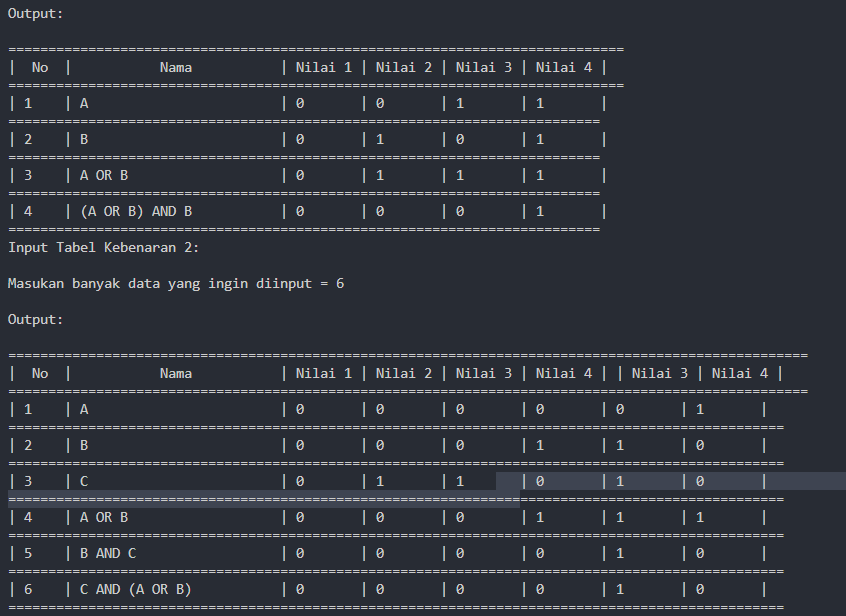 Output:
=============================================================================
|  No  |           Nama           | Nilai 1 | Nilai 2 | Nilai 3 | Nilai 4 |
=============================================================================
| 1    | A                        | 0       | 0       | 1       | 1       |
==========================================================================
| 2    | B                        | 0       | 1       | 0       | 1       |
==========================================================================
| 3    | A OR B                   | 0       | 1       | 1       | 1       |
==========================================================================
| 4    | (A OR B) AND B           | 0       | 0       | 0       | 1       |
==========================================================================
Input Tabel Kebenaran 2:
Masukan banyak data yang ingin diinput = 6
Output:
====================================================================================================
|  No  |           Nama           | Nilai 1 | Nilai 2 | Nilai 3 | Nilai 4 | | Nilai 3 | Nilai 4 |
====================================================================================================
| 1    | A                        | 0       | 0       | 0       | 0       | 0       | 1       |
=================================================================================================
| 2    | B                        | 0       | 0       | 0       | 1       | 1       | 0       |
=================================================================================================
| 3    | C                        | 0       | 1       | 1       | 0       | 1       | 0       |
=================================================================================================
| 4    | A OR B                   | 0       | 0       | 0       | 1       | 1       | 1       |
=================================================================================================
| 5    | B AND C                  | 0       | 0       | 0       | 0       | 1       | 0       |
=================================================================================================
| 6    | C AND (A OR B)           | 0       | 0       | 0       | 0       | 1       | 0       |
=================================================================================================